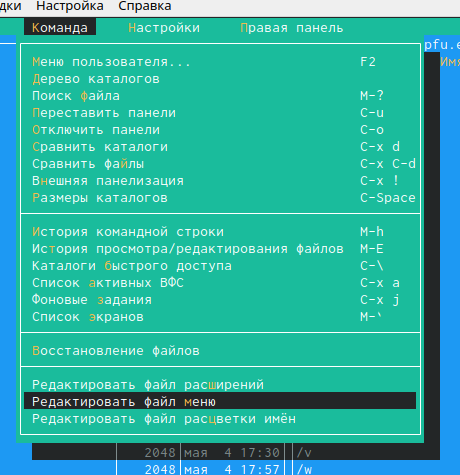 дки Настройка Справка
Команда Настройки Правая панель
pfu.e
Меню пользователя... F2 Имя
Дерево каталогов
Поиск файла M-?
Переставить панели C-u
Отключить панели C-o
Сравнить каталоги C-x d
Сравнить файлы C-x C-d
Внешняя панелизация C-x !
Размеры каталогов C-Space
История командной строки M-h
История просмотра/редактирования файлов M-E
Каталоги быстрого доступа C-\
Список активных ВФС C-x a
Фоновые задания C-x j
Список экранов M-`
Восстановление файлов
Редактировать файл расширений
Редактировать файл меню
Редактировать файл расцветки имён
2048 мая 4 17:30 /v
2048 мая 4 17:57 /w